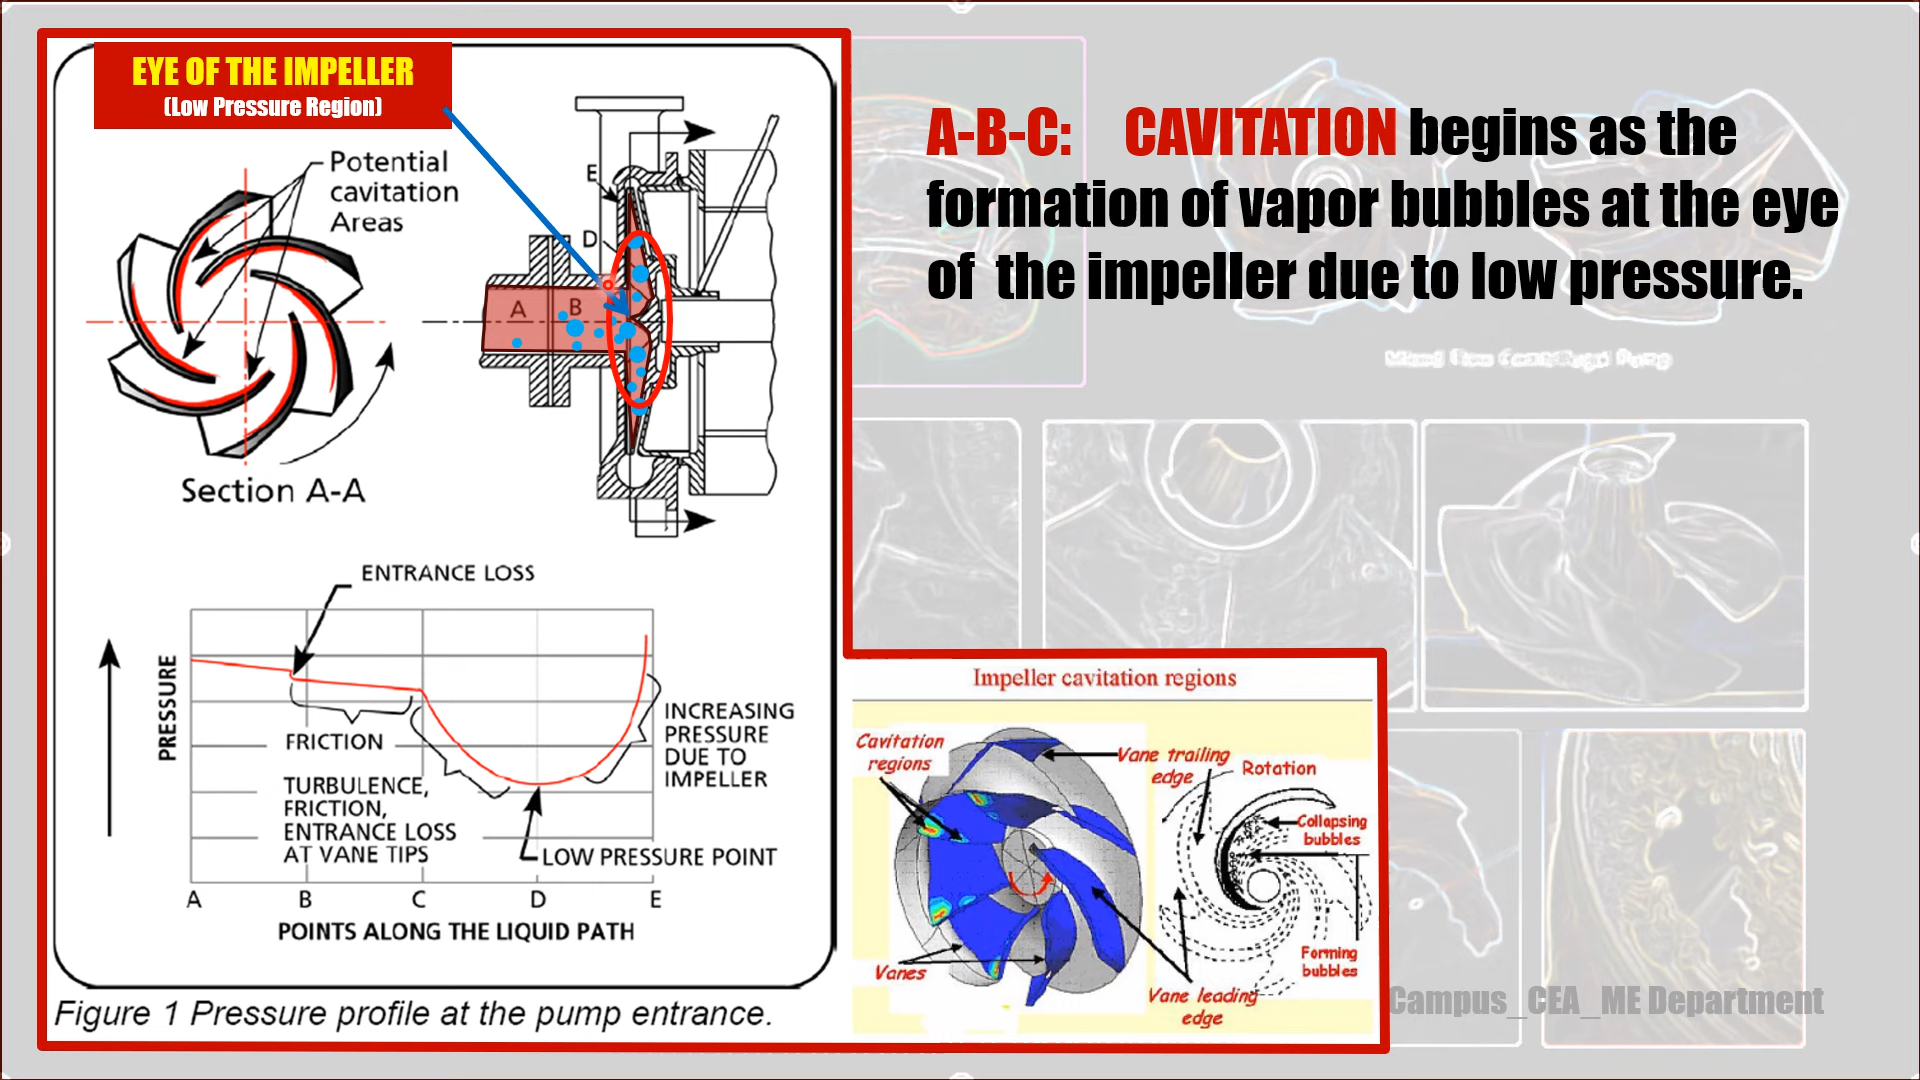 EYE OF THE IMPELLER
(Low Pressure Region)
A-B-C: CAVITATION begins as the
formation of vapor bubbles at the eye
of the impeller due to low pressure.
Potential
cavitation
Areas
E
D
A
B
Section A-A
ENTRANCE LOSS
PRESSURE
FRICTION
TURBULENCE,
FRICTION,
ENTRANCE LOSS
AT VANE TIPS
INCREASING
PRESSURE
DUE TO
IMPELLER
LOW PRESSURE POINT
A B C D E
POINTS ALONG THE LIQUID PATH
Figure 1 Pressure profile at the pump entrance.
Impeller cavitation regions
Cavitation
regions
Vane trailing
edge
Rotation
Collapsing
bubbles
Vanes
Vane leading
edge
Forming
bubbles
Campus_CEA_ME Department